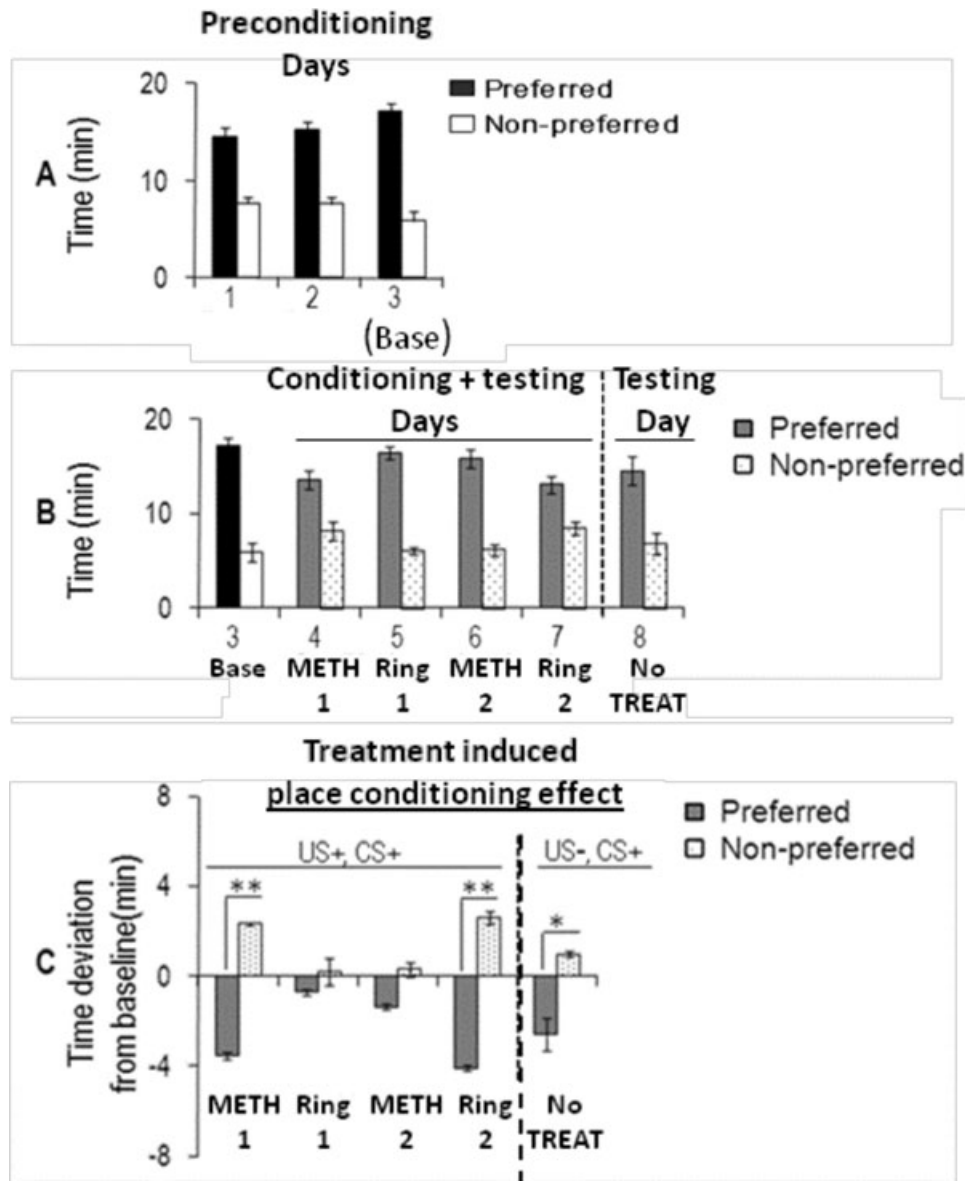 Preconditioning
Days
20
10
0
A
Time (min)
Preferred
Non-preferred
1 2 3
(Base)
Conditioning + testing
Days
Testing
Day
20
10
0
B
Time (min)
Preferred
Non-preferred
3 4 5 6 7 8
Base METH Ring METH Ring No
1 1 2 2 TREAT
Treatment induced
place conditioning effect
8
4
0
-4
-8
C
Time deviation
from baseline(min)
Preferred
Non-preferred
US+, CS+ US-, CS+
** ** *
METH Ring METH Ring No
1 1 2 2 TREAT